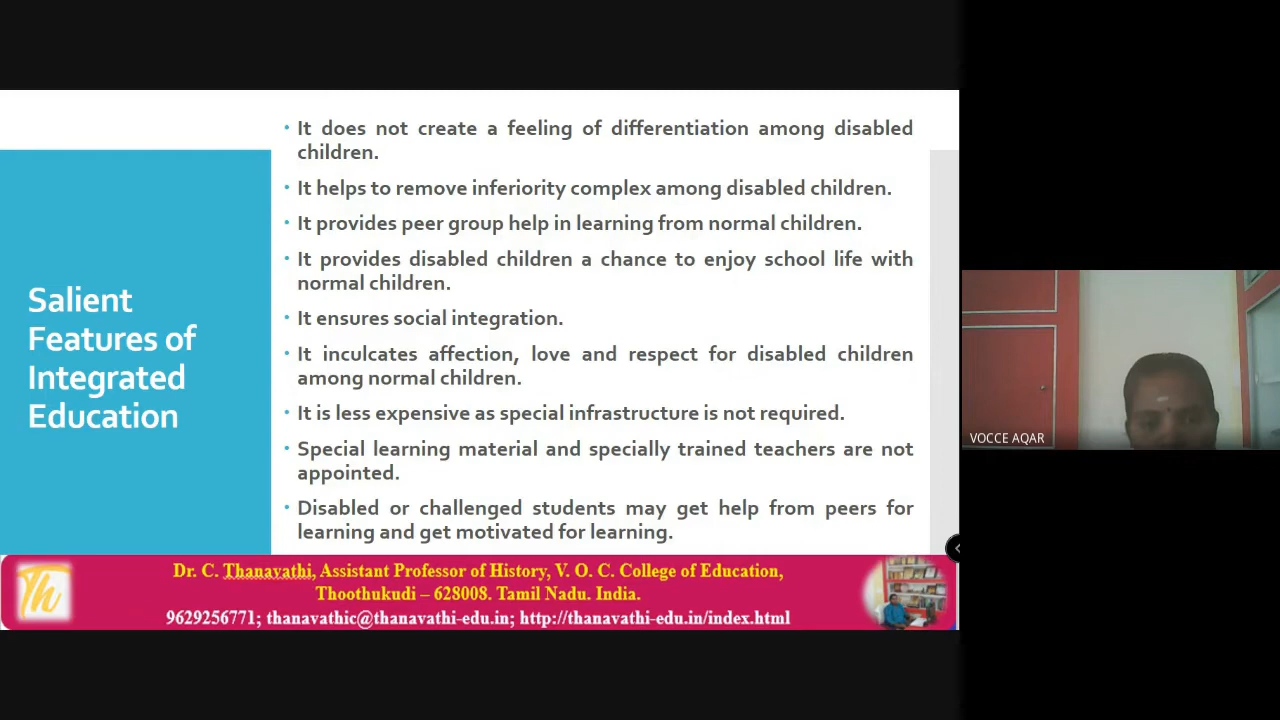 Salient
Features of
Integrated
Education
• It does not create a feeling of differentiation among disabled
children.
• It helps to remove inferiority complex among disabled children.
• It provides peer group help in learning from normal children.
• It provides disabled children a chance to enjoy school life with
normal children.
• It ensures social integration.
• It inculcates affection, love and respect for disabled children
among normal children.
• It is less expensive as special infrastructure is not required.
• Special learning material and specially trained teachers are not
appointed.
• Disabled or challenged students may get help from peers for
learning and get motivated for learning.
Th
Dr. C. Thanavathi, Assistant Professor of History, V. O. C. College of Education,
Thoothukudi – 628008. Tamil Nadu. India.
9629256771; thanavathic@thanavathi-edu.in; http://thanavathi-edu.in/index.html
VOCCE AQAR